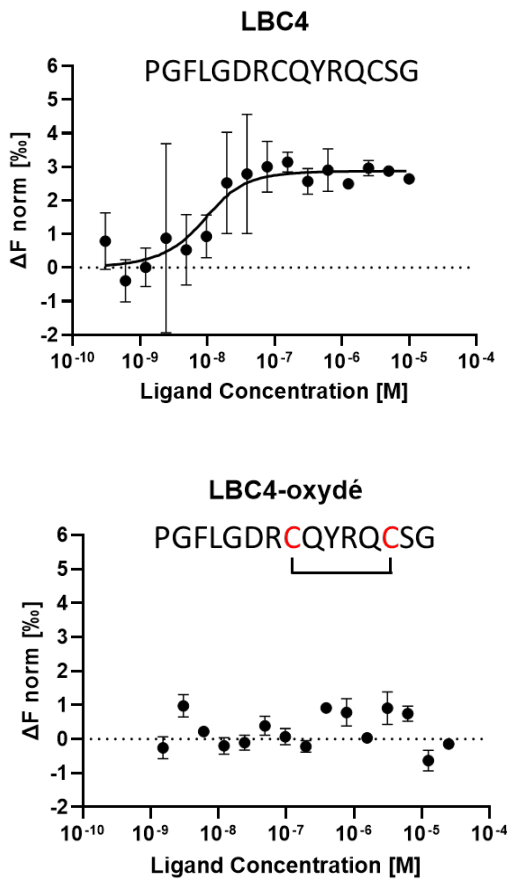 LBC4
PGFLGDRCQYRQCSG
ΔF norm [‰]
6
5
4
3
2
1
0
-1
-2
10⁻¹⁰ 10⁻⁹ 10⁻⁸ 10⁻⁷ 10⁻⁶ 10⁻⁵ 10⁻⁴
Ligand Concentration [M]
LBC4-oxydé
PGFLGDRCQYRQCSG
ΔF norm [‰]
6
5
4
3
2
1
0
-1
-2
10⁻¹⁰ 10⁻⁹ 10⁻⁸ 10⁻⁷ 10⁻⁶ 10⁻⁵ 10⁻⁴
Ligand Concentration [M]